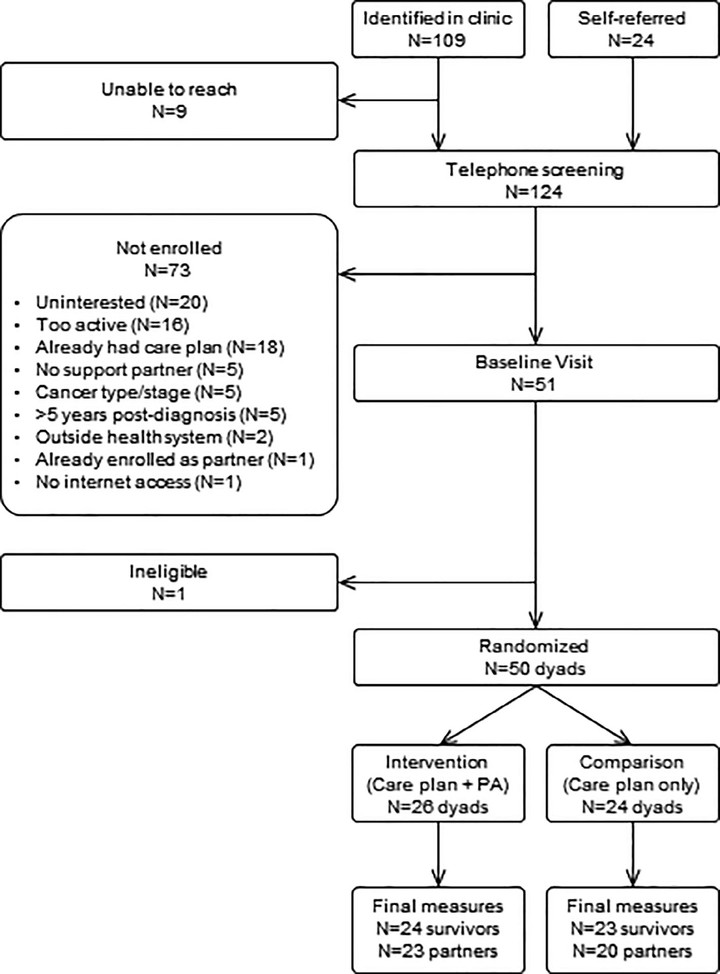 Identified in clinic
N=109
Self-referred
N=24
Unable to reach
N=9
Telephone screening
N=124
Not enrolled
N=73
• Uninterested (N=20)
• Too active (N=16)
• Already had care plan (N=18)
• No support partner (N=5)
• Cancer type/stage (N=5)
• >5 years post-diagnosis (N=5)
• Outside health system (N=2)
• Already enrolled as partner (N=1)
• No internet access (N=1)
Baseline Visit
N=51
Ineligible
N=1
Randomized
N=50 dyads
Intervention
(Care plan + PA)
N=26 dyads
Comparison
(Care plan only)
N=24 dyads
Final measures
N=24 survivors
N=23 partners
Final measures
N=23 survivors
N=20 partners